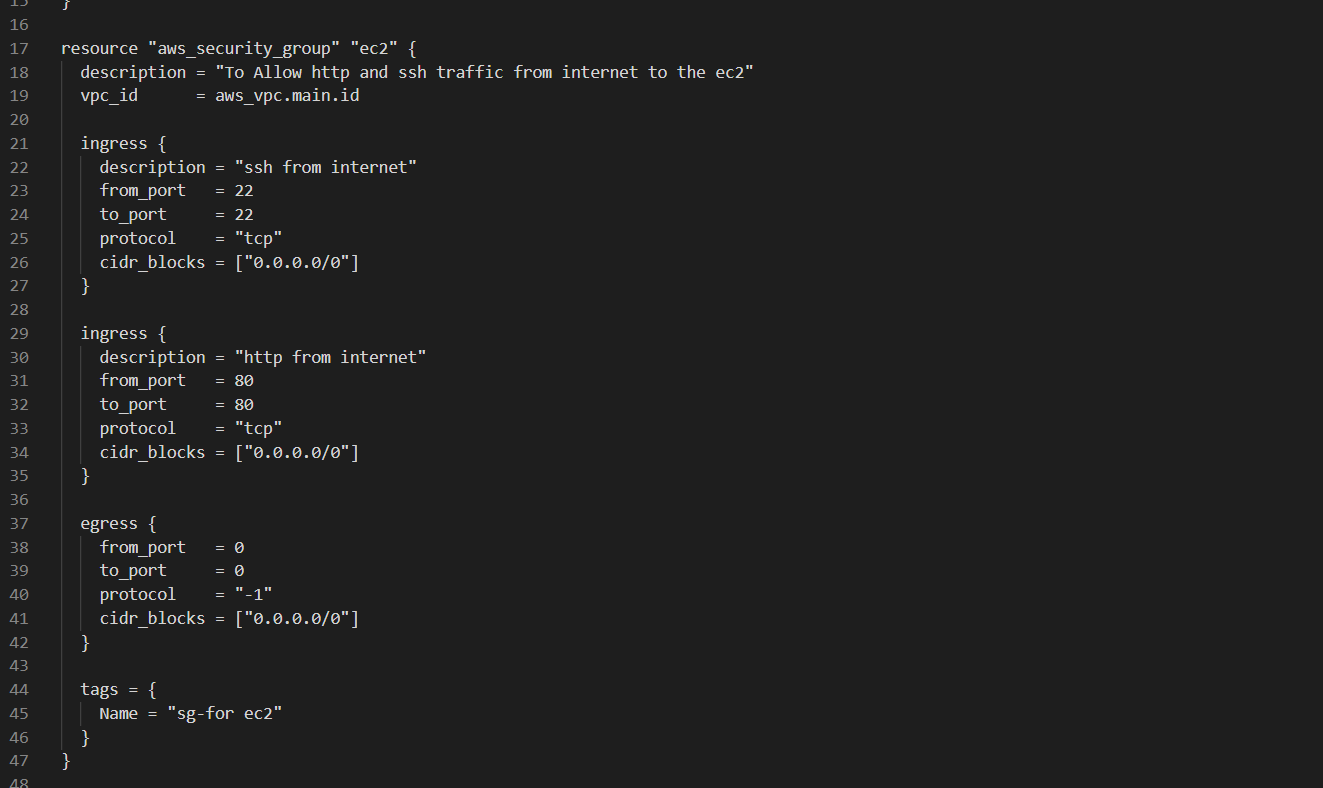 15 }
16
17 resource "aws_security_group" "ec2" {
18 description = "To Allow http and ssh traffic from internet to the ec2"
19 vpc_id      = aws_vpc.main.id
20
21 ingress {
22 description = "ssh from internet"
23 from_port   = 22
24 to_port     = 22
25 protocol    = "tcp"
26 cidr_blocks = ["0.0.0.0/0"]
27 }
28
29 ingress {
30 description = "http from internet"
31 from_port   = 80
32 to_port     = 80
33 protocol    = "tcp"
34 cidr_blocks = ["0.0.0.0/0"]
35 }
36
37 egress {
38 from_port   = 0
39 to_port     = 0
40 protocol    = "-1"
41 cidr_blocks = ["0.0.0.0/0"]
42 }
43
44 tags = {
45 Name = "sg-for ec2"
46 }
47 }
48